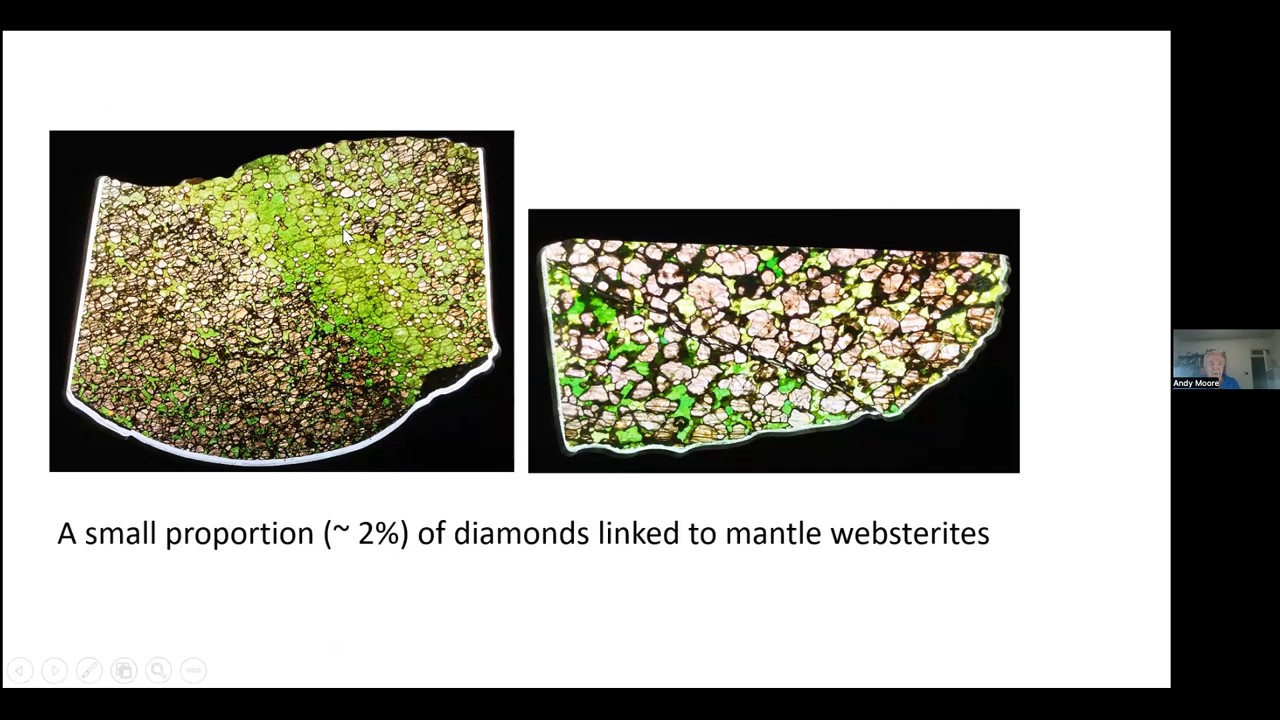 A small proportion (~ 2%) of diamonds linked to mantle websterites
Andy Moore